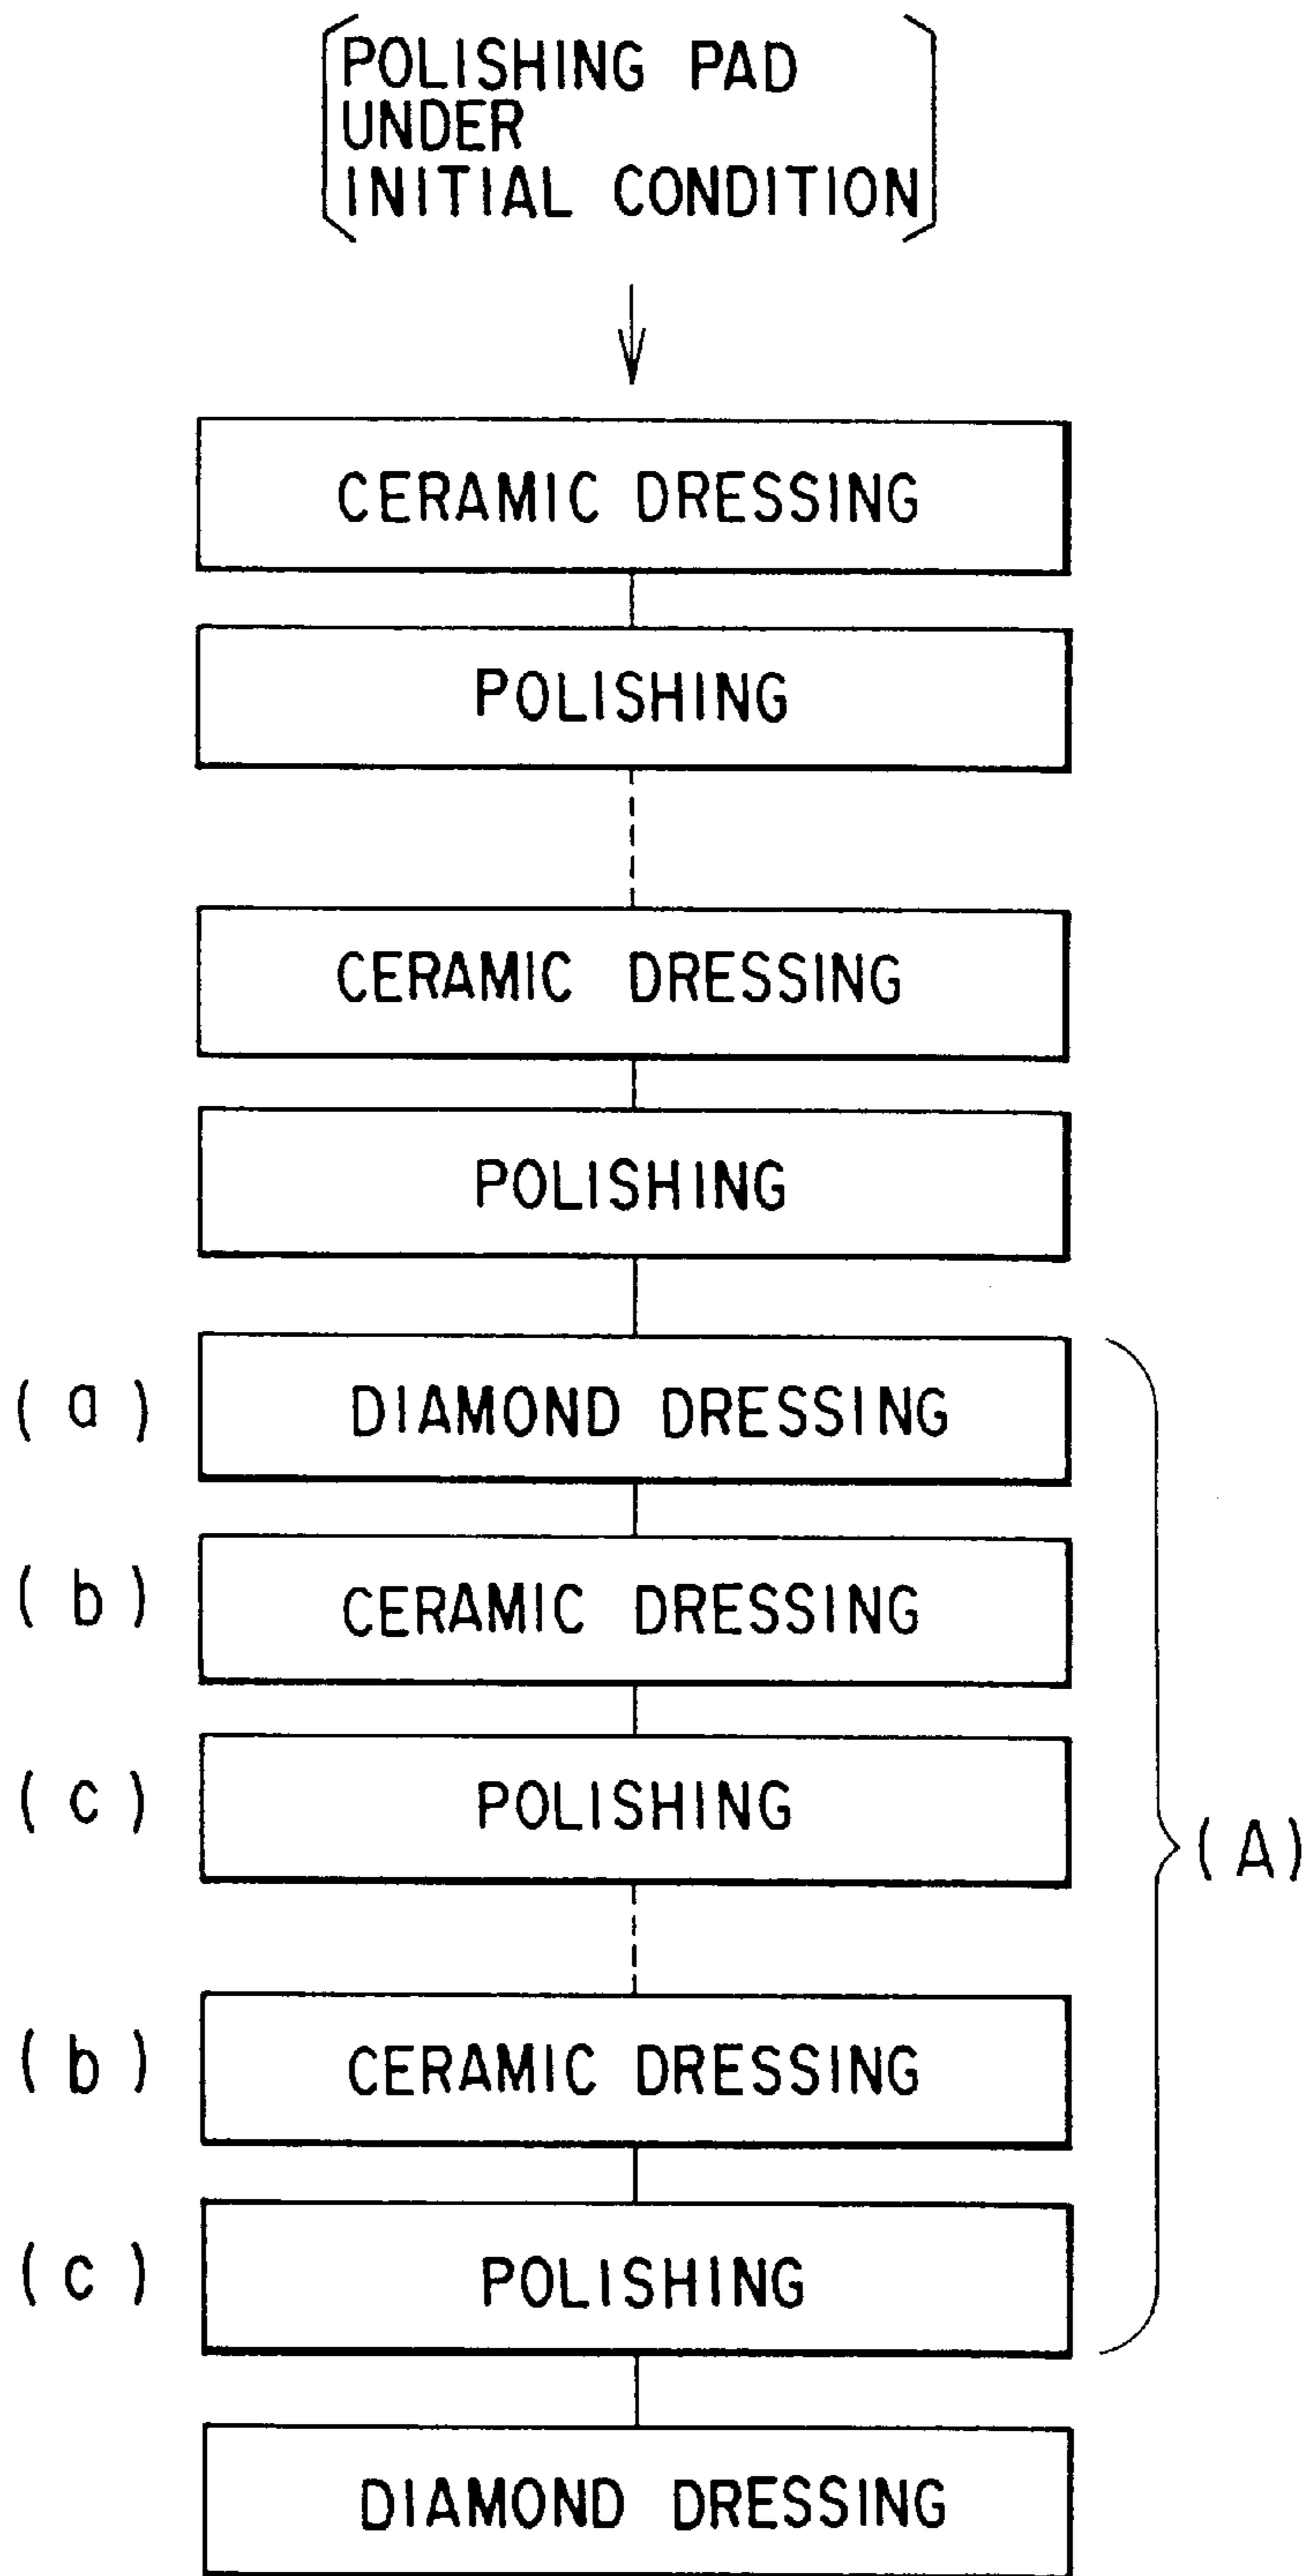 POLISHING PAD
UNDER
INITIAL CONDITION
CERAMIC DRESSING
POLISHING
CERAMIC DRESSING
POLISHING
(a) DIAMOND DRESSING
(b) CERAMIC DRESSING
(c) POLISHING
(A)
(b) CERAMIC DRESSING
(c) POLISHING
DIAMOND DRESSING